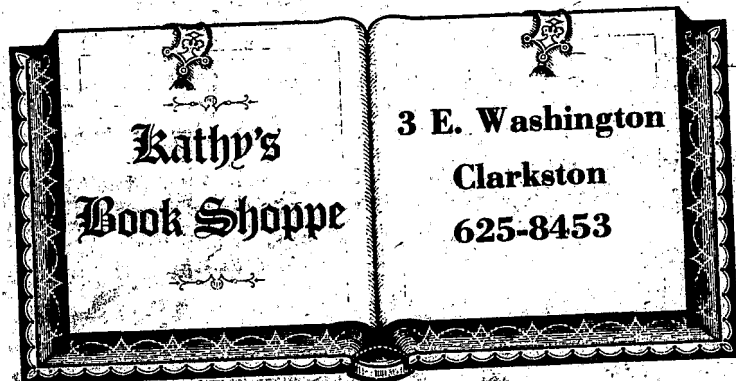 Kathy's
Book Shoppe
3 E. Washington
Clarkston
625-8453